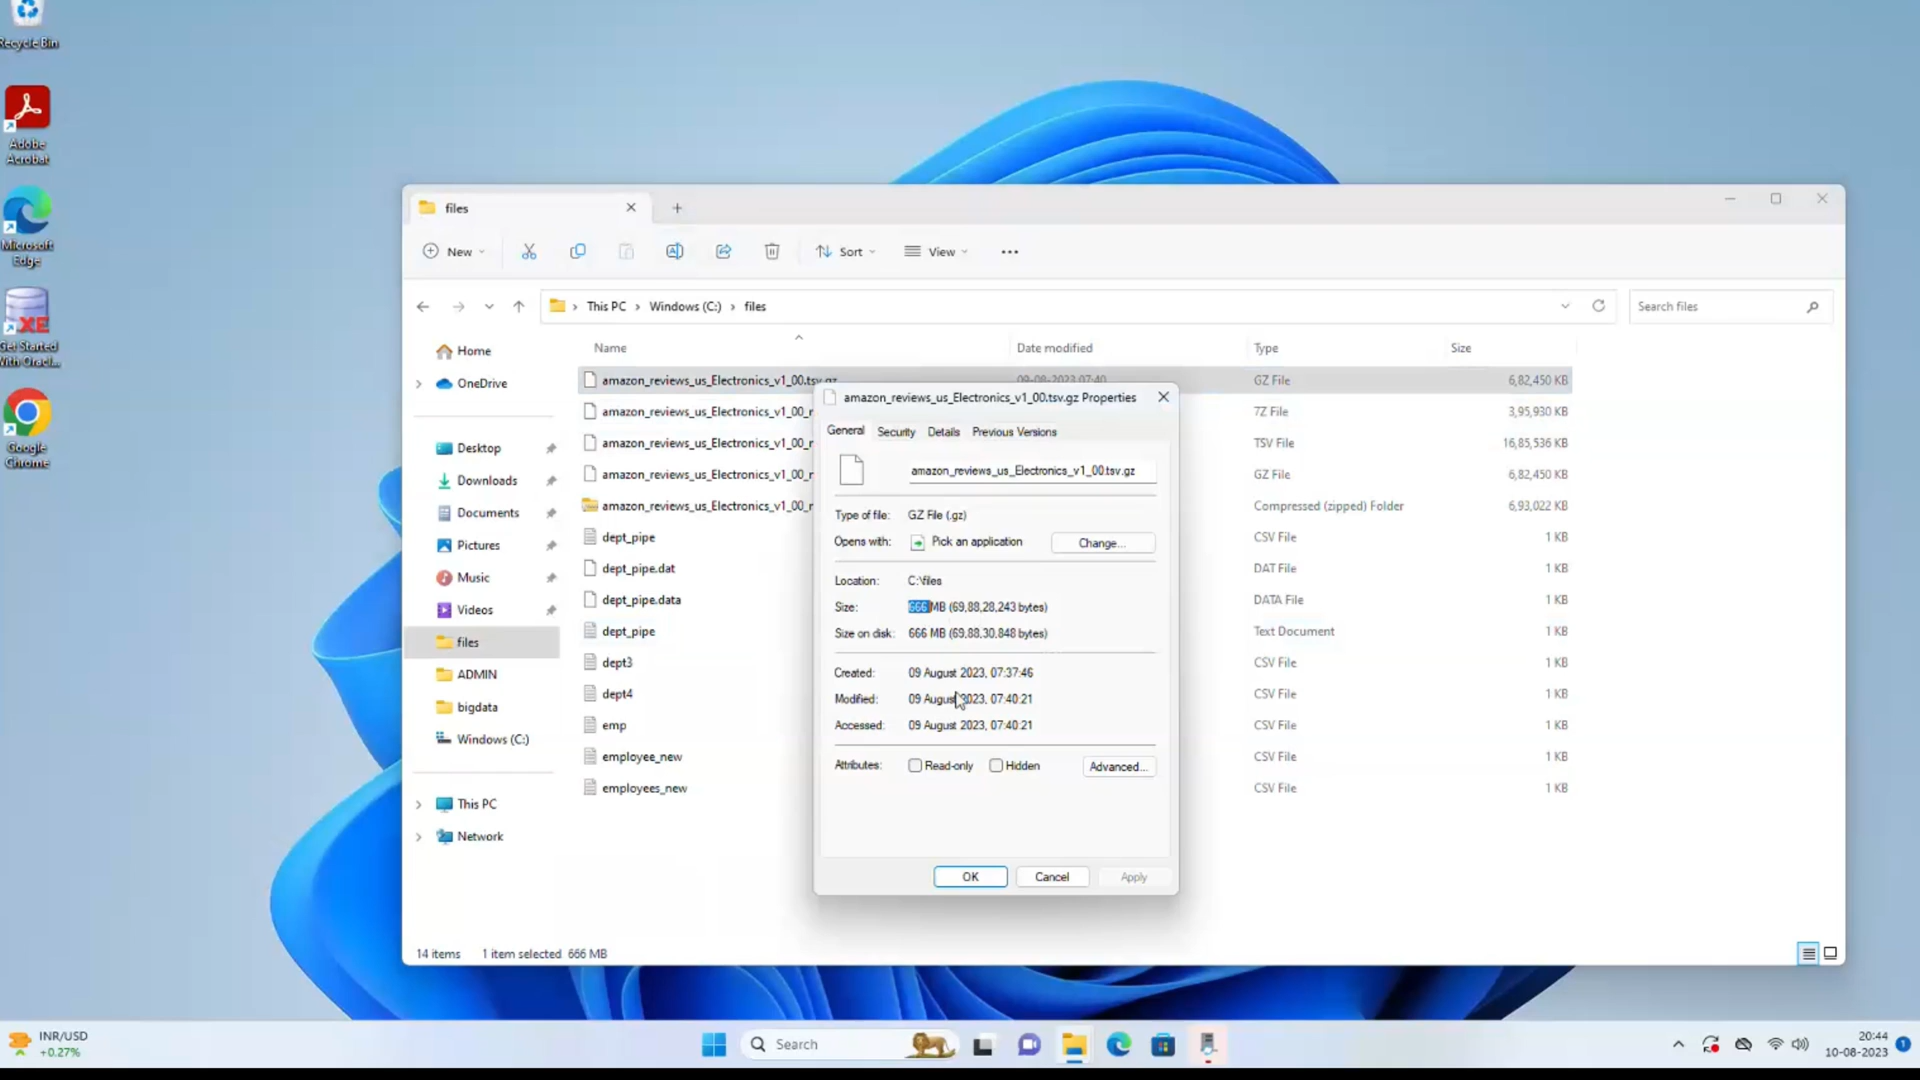 Recycle Bin
Adobe
Acrobat
Microsoft
Edge
XE
Get Started
With Oracl...
Google
Chrome
files
New
Sort
View
This PC
Windows (C:)
files
Search files
Name
Date modified
Type
Size
Home
OneDrive
Desktop
Downloads
Documents
Pictures
Music
Videos
files
ADMIN
bigdata
Windows (C:)
This PC
Network
amazon_reviews_us_Electronics_v1_00.tsv.gz 09-08-2023 07:40 GZ File 6,82,450 KB
amazon_reviews_us_Electronics_v1_00_r 7Z File 3,95,930 KB
amazon_reviews_us_Electronics_v1_00_r TSV File 16,85,536 KB
amazon_reviews_us_Electronics_v1_00_r GZ File 6,82,450 KB
amazon_reviews_us_Electronics_v1_00_r Compressed (zipped) Folder 6,93,022 KB
dept_pipe CSV File 1 KB
dept_pipe.dat DAT File 1 KB
dept_pipe.data DATA File 1 KB
dept_pipe Text Document 1 KB
dept3 CSV File 1 KB
dept4 CSV File 1 KB
emp CSV File 1 KB
employee_new CSV File 1 KB
employees_new CSV File 1 KB
amazon_reviews_us_Electronics_v1_00.tsv.gz Properties
General Security Details Previous Versions
amazon_reviews_us_Electronics_v1_00.tsv.gz
Type of file: GZ File (.gz)
Opens with: Pick an application Change...
Location: C:\files
Size: 666 MB (69,88,28,243 bytes)
Size on disk: 666 MB (69,88,30,848 bytes)
Created: 09 August 2023, 07:37:46
Modified: 09 August 2023, 07:40:21
Accessed: 09 August 2023, 07:40:21
Attributes: Read-only Hidden Advanced...
OK Cancel Apply
14 items 1 item selected 666 MB
INR/USD
+0.27%
Search
20:44
10-08-2023
1